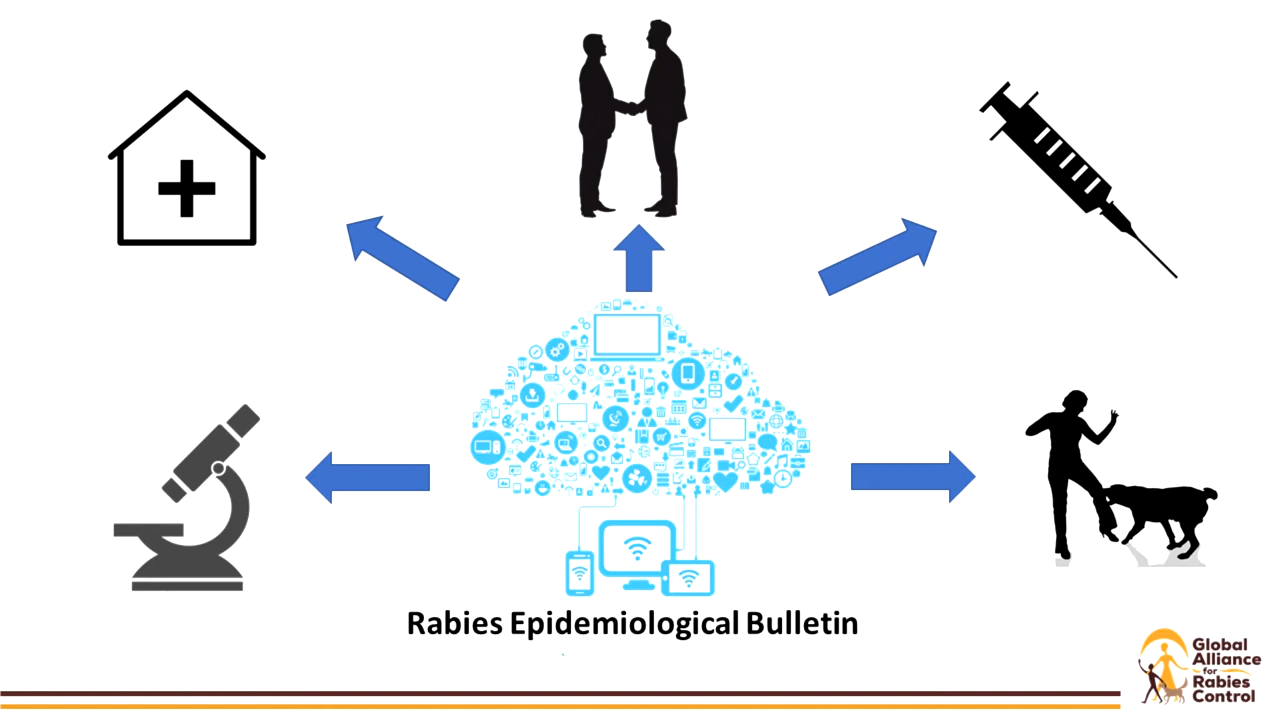 Rabies Epidemiological Bulletin
Global
Alliance
for
Rabies
Control